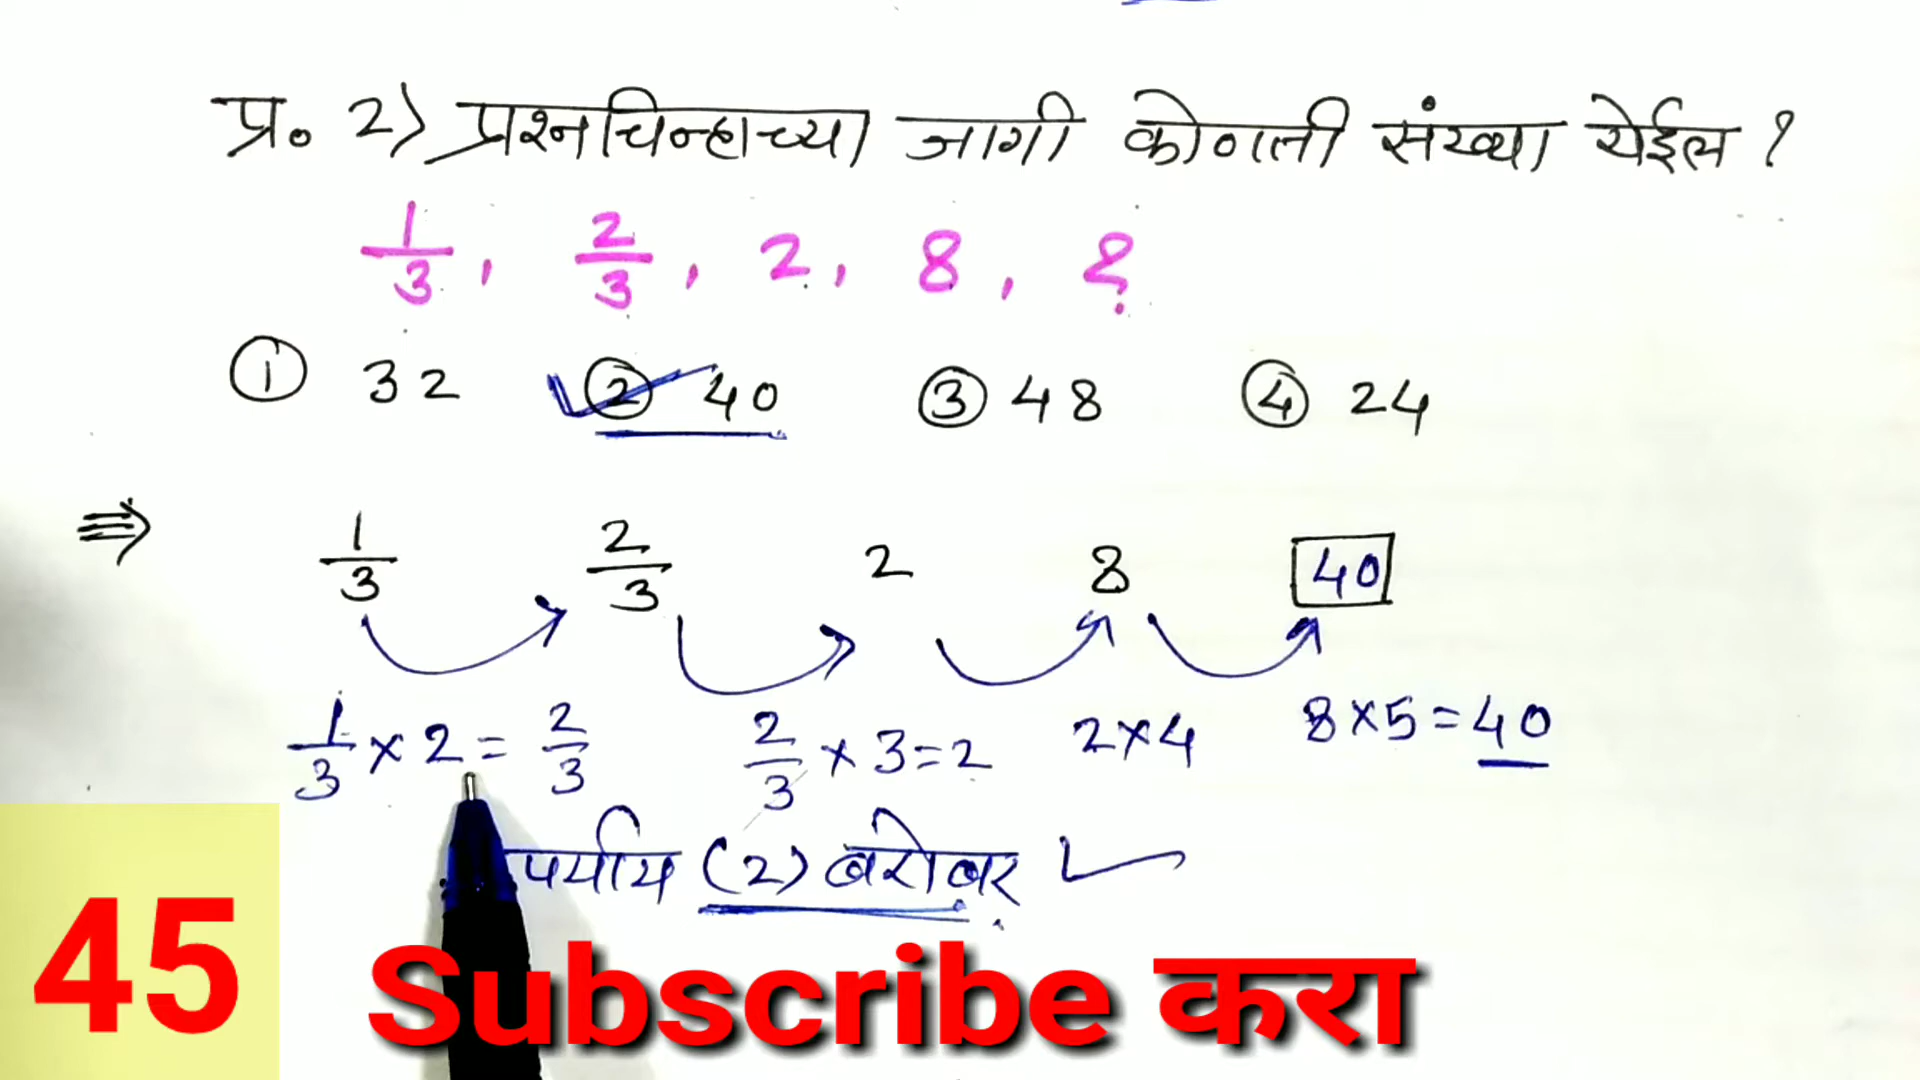 प्र. 2) प्रश्नचिन्हाच्या जागी कोणती संख्या येईल ?
1/3, 2/3, 2, 8, ?
① 32 ② 40 ③ 48 ④ 24
⇒ 1/3 2/3 2 8 40
1/3 × 2 = 2/3 2/3 × 3 = 2 2×4 8×5 = 40
पर्याय (2) बरोबर ✓
45 Subscribe करा